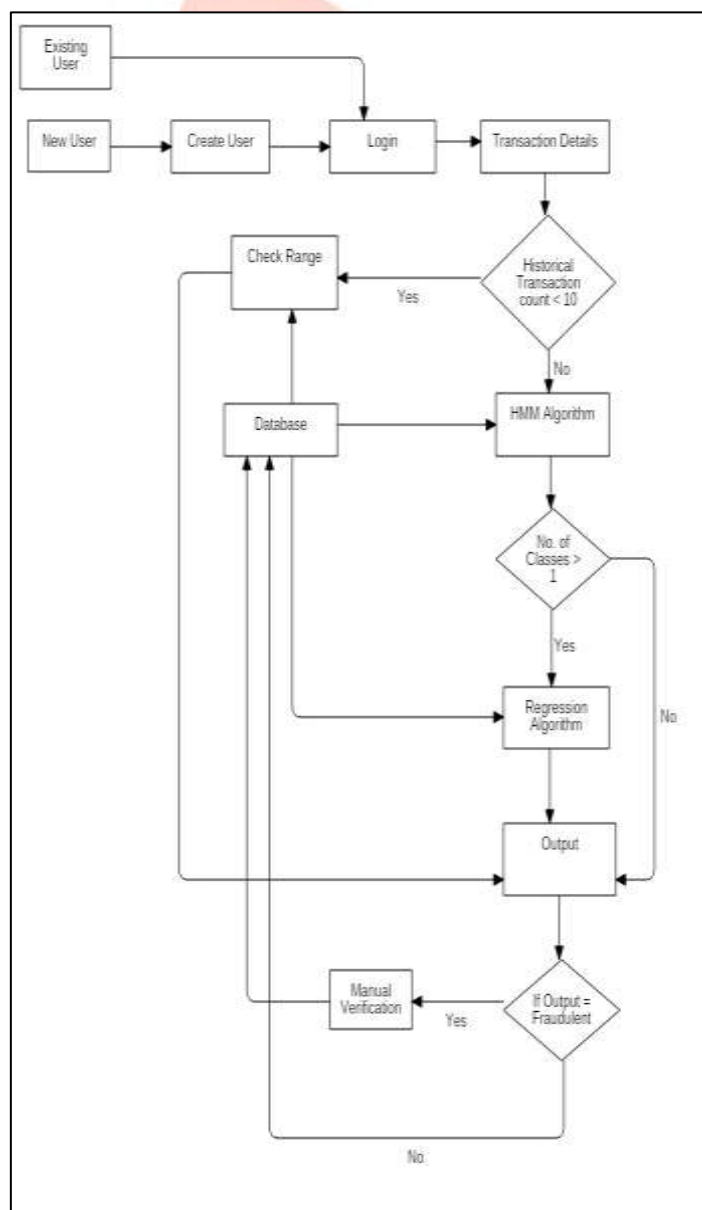 Existing
User
New User
Create User
Login
Transaction Details
Check Range
Historical
Transaction
count < 10
Yes
No
Database
HMM Algorithm
No. of
Classes >
1
Yes
Regression
Algorithm
No
Output
Manual
Verification
Yes
If Output =
Fraudulent
No